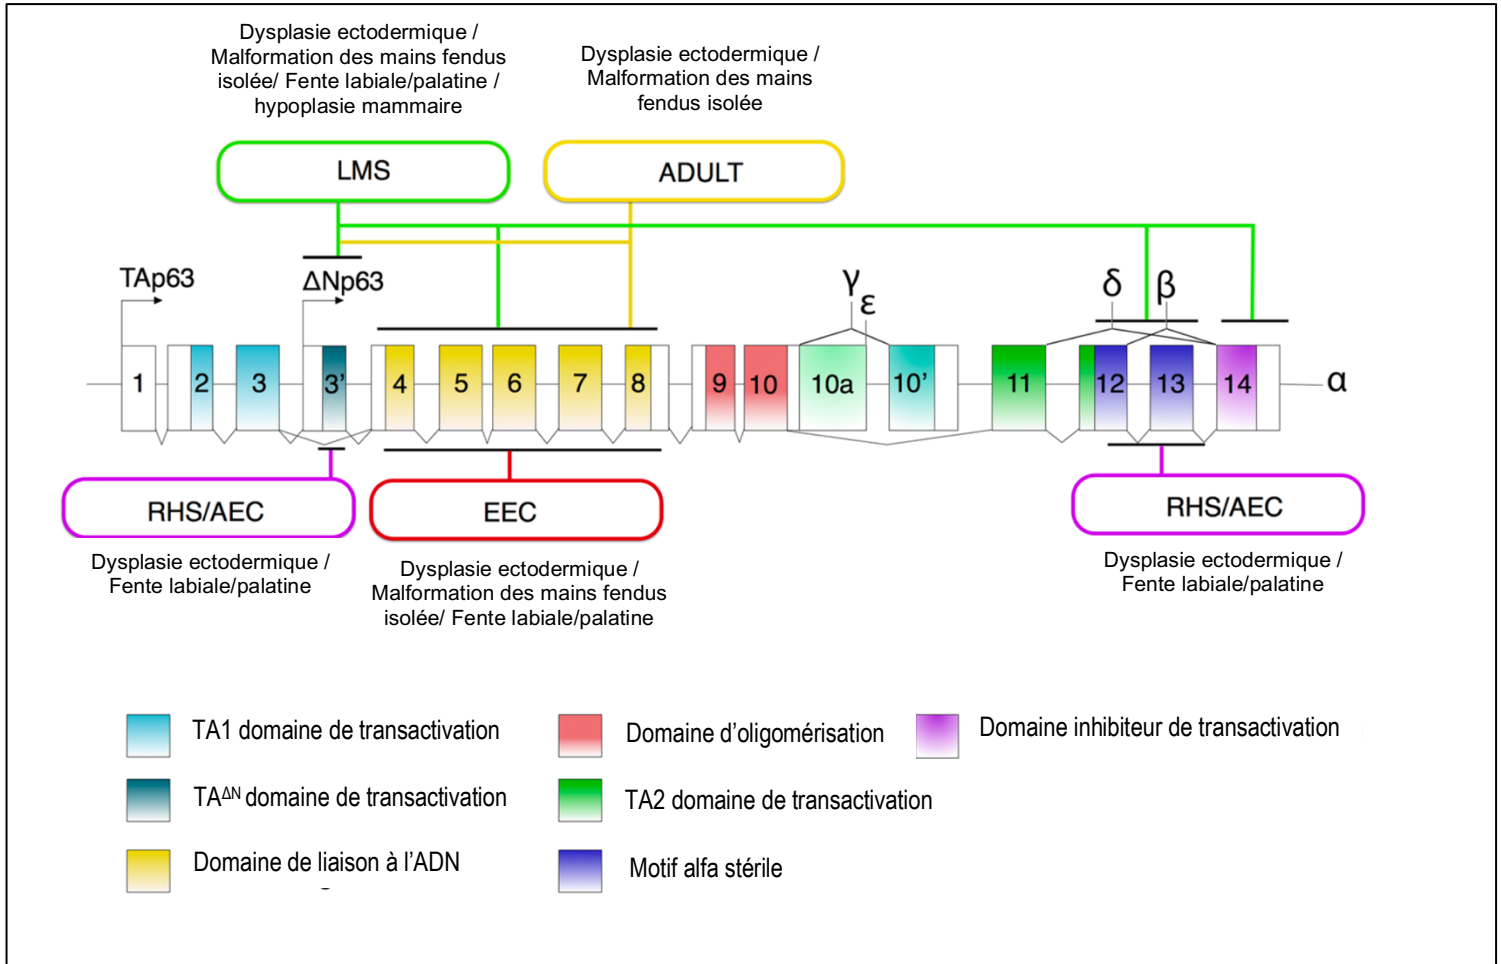 Dysplasie ectodermique /
Malformation des mains fendus
isolée/ Fente labiale/palatine /
hypoplasie mammaire
Dysplasie ectodermique /
Malformation des mains
fendus isolée
LMS
ADULT
TAp63
ΔNp63
γ
ε
δ
β
1
2
3
3’
4
5
6
7
8
9
10
10a
10’
11
12
13
14
α
RHS/AEC
EEC
RHS/AEC
Dysplasie ectodermique /
Fente labiale/palatine
Dysplasie ectodermique /
Malformation des mains fendus
isolée/ Fente labiale/palatine
Dysplasie ectodermique /
Fente labiale/palatine
TA1 domaine de transactivation
Domaine d’oligomérisation
Domaine inhibiteur de transactivation
TAΔN domaine de transactivation
TA2 domaine de transactivation
Domaine de liaison à l’ADN
Motif alfa stérile